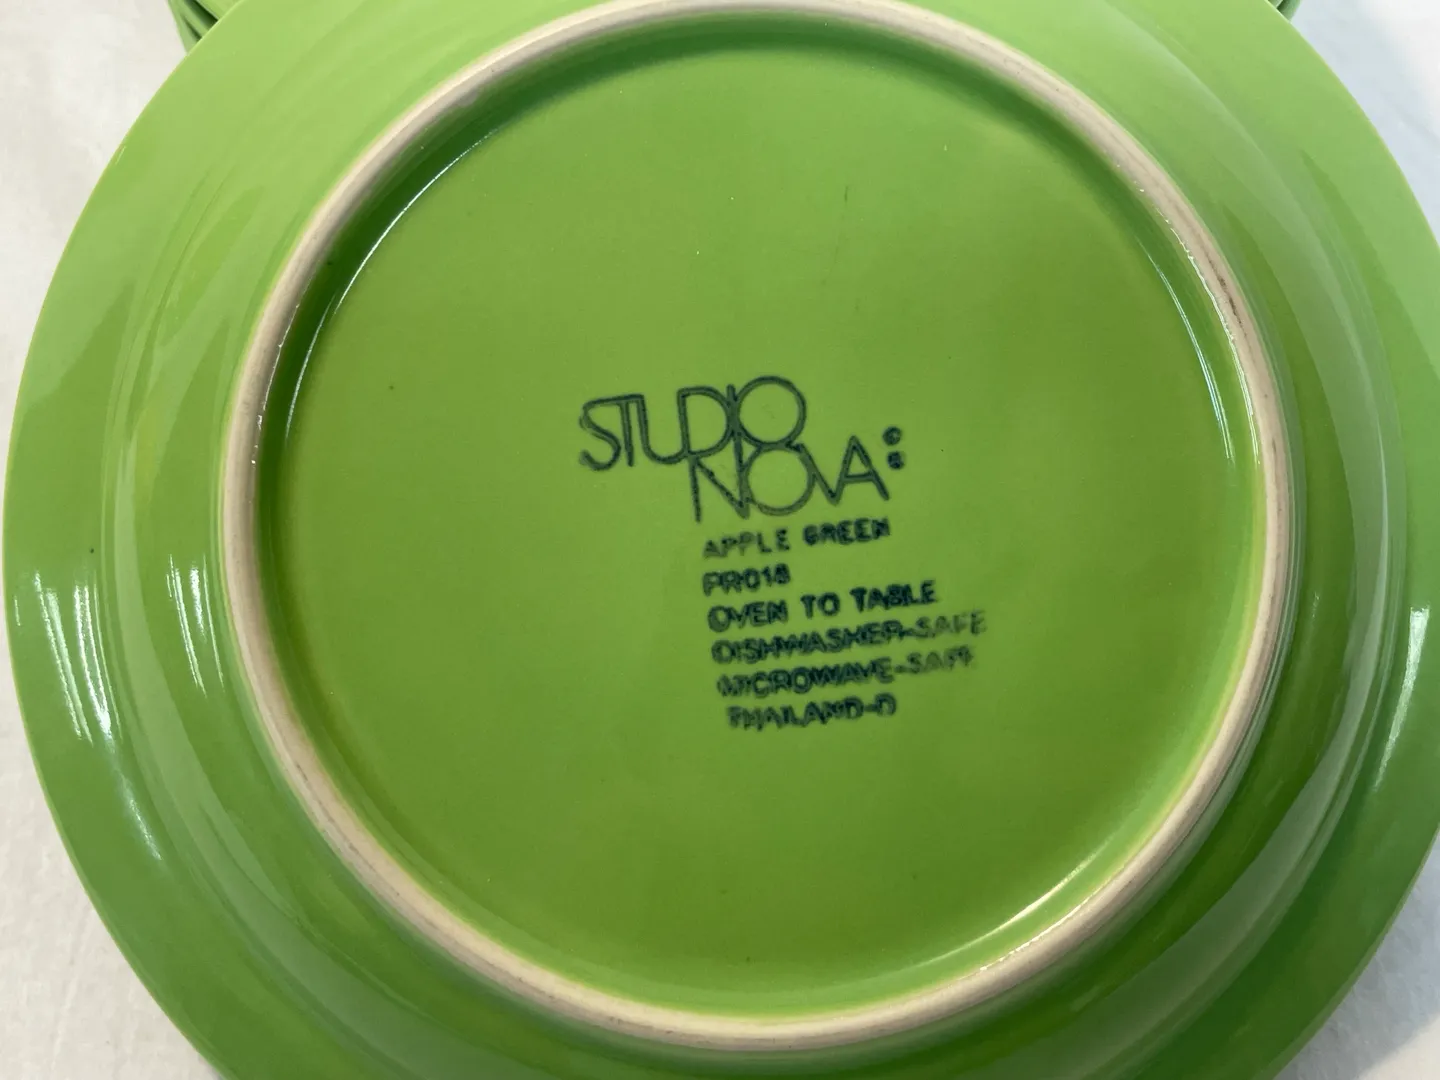 STUDIO
NOVA:
APPLE GREEN
PR018
OVEN TO TABLE
DISHWASHER-SAFE
MICROWAVE-SAFE
THAILAND-D